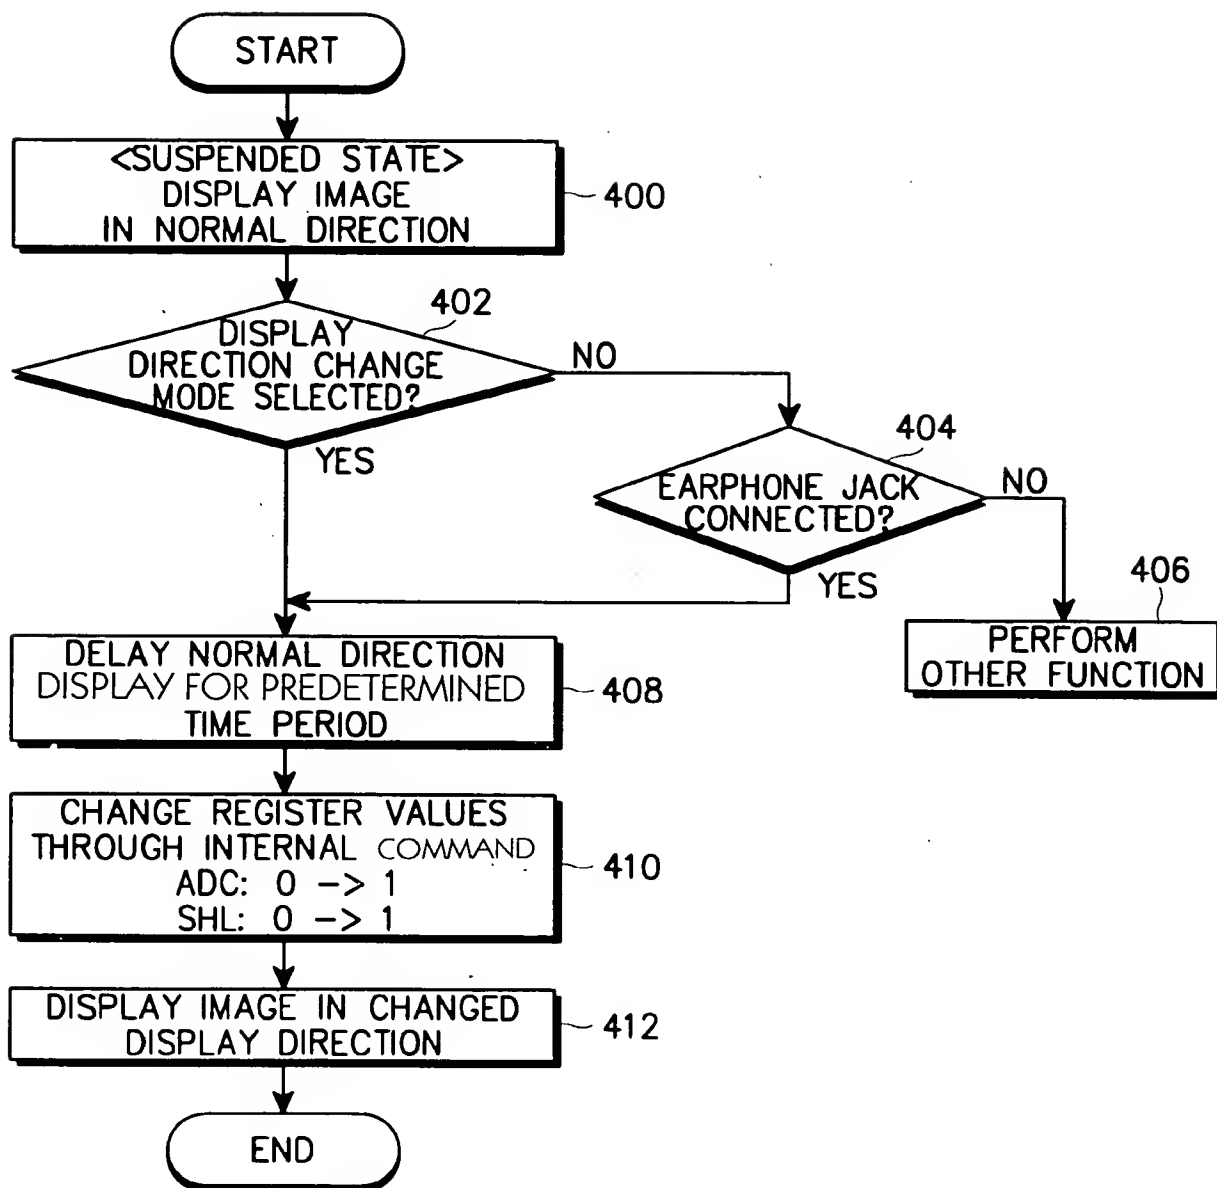 START
<SUSPENDED STATE>
DISPLAY IMAGE
IN NORMAL DIRECTION
400
402
DISPLAY
DIRECTION CHANGE
MODE SELECTED?
NO
YES
404
EARPHONE JACK
CONNECTED?
NO
YES
406
PERFORM
OTHER FUNCTION
DELAY NORMAL DIRECTION
DISPLAY FOR PREDETERMINED
TIME PERIOD
408
CHANGE REGISTER VALUES
THROUGH INTERNAL COMMAND
ADC: 0 -> 1
SHL: 0 -> 1
410
DISPLAY IMAGE IN CHANGED
DISPLAY DIRECTION
412
END